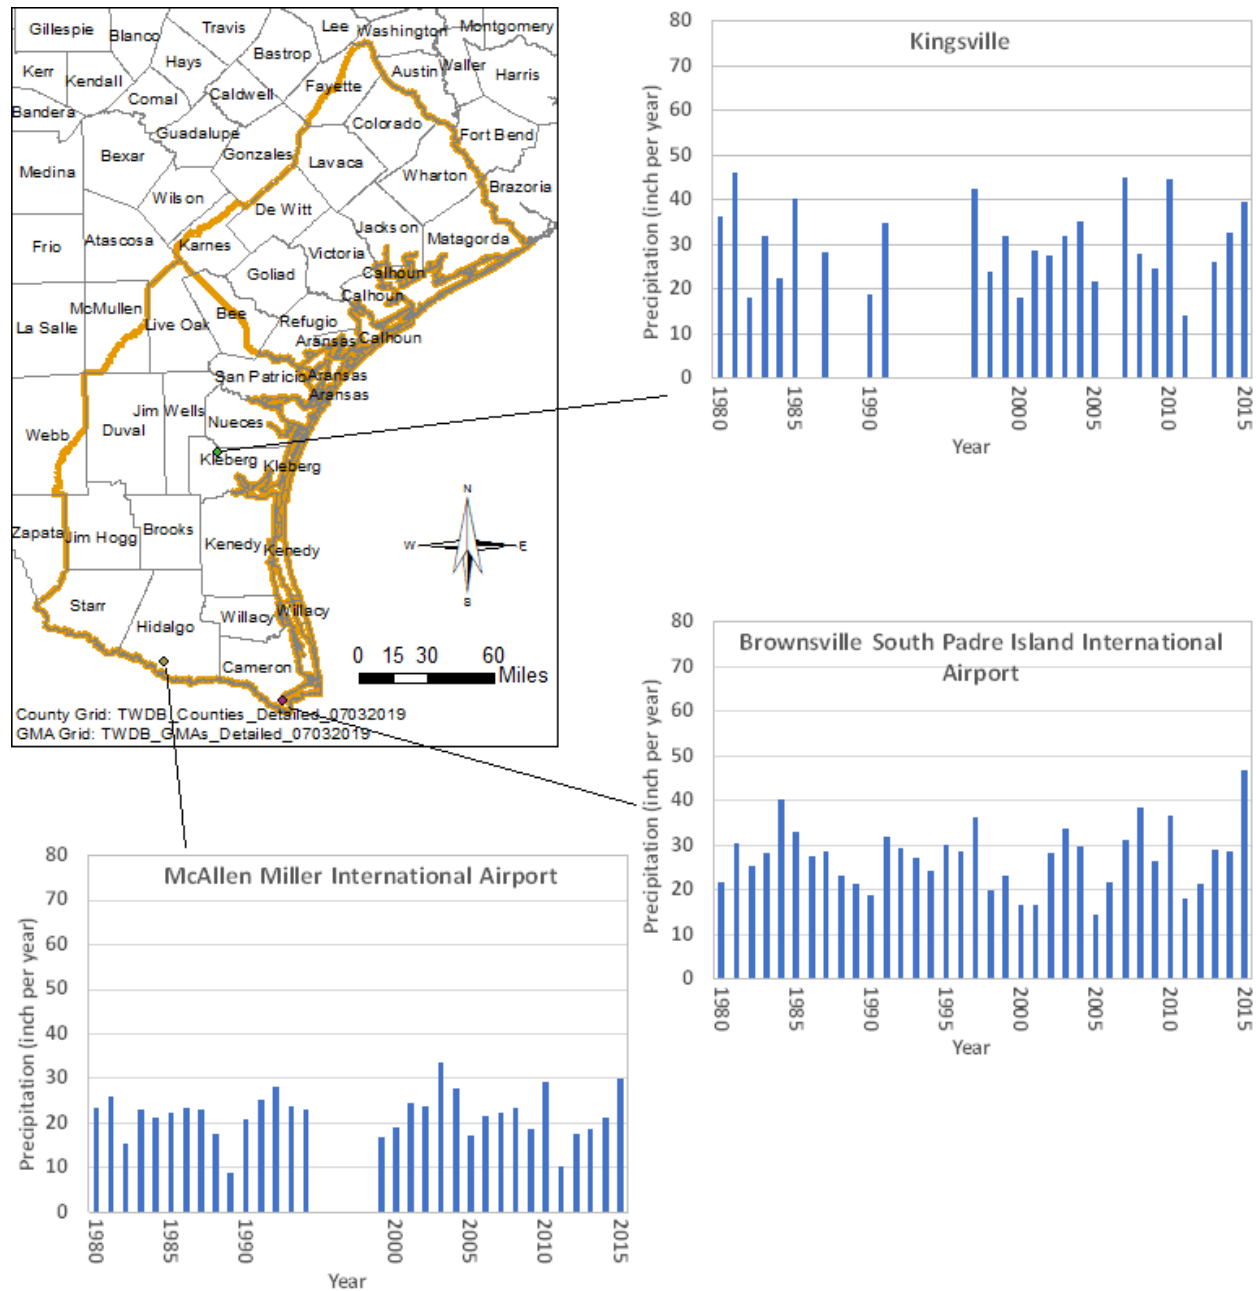 Gillespie
Blanco
Travis
Lee
Washington
Montgomery
Kerr
Kendall
Hays
Bastrop
Austin
Waller
Harris
Bandera
Comal
Caldwell
Fayette
Guadalupe
Colorado
Fort Bend
Medina
Bexar
Gonzales
Lavaca
Wharton
Brazoria
Wilson
De Witt
Jackson
Matagorda
Frio
Atascosa
Karnes
Victoria
Goliad
Calhoun
Calhoun
McMullen
La Salle
Live Oak
Bee
Refugio
Aransas
Calhoun
San Patricio
Aransas
Aransas
Jim Wells
Nueces
Webb
Duval
Kleberg
Kleberg
Zapata
Jim Hogg
Brooks
Kenedy
Kenedy
N
W
E
S
Starr
Hidalgo
Willacy
Willacy
Cameron
0 15 30 60
Miles
County Grid: TWDB_Counties_Detailed_07032019
GMA Grid: TWDB_GMAs_Detailed_07032019
Kingsville
Precipitation (inch per year)
80
70
60
50
40
30
20
10
0
1980 1985 1990 2000 2005 2010 2015
Year
Brownsville South Padre Island International
Airport
Precipitation (inch per year)
80
70
60
50
40
30
20
10
0
1980 1985 1990 1995 2000 2005 2010 2015
Year
McAllen Miller International Airport
Precipitation (inch per year)
80
70
60
50
40
30
20
10
0
1980 1985 1990 2000 2005 2010 2015
Year